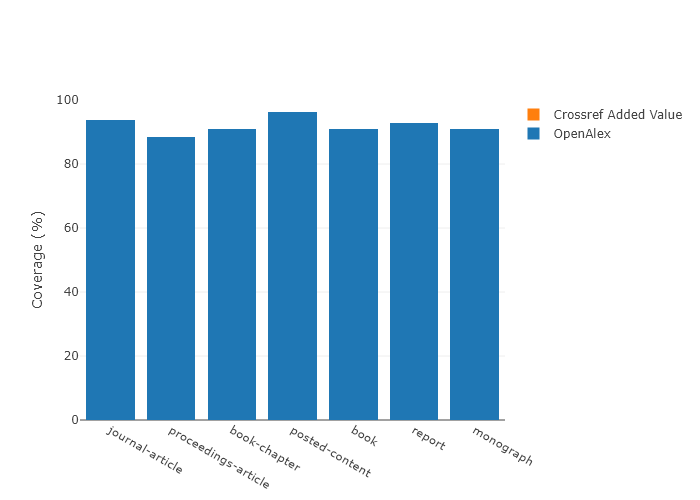 100
80
60
40
20
0
Coverage (%)
journal-article
proceedings-article
book-chapter
posted-content
book
report
monograph
Crossref Added Value
OpenAlex